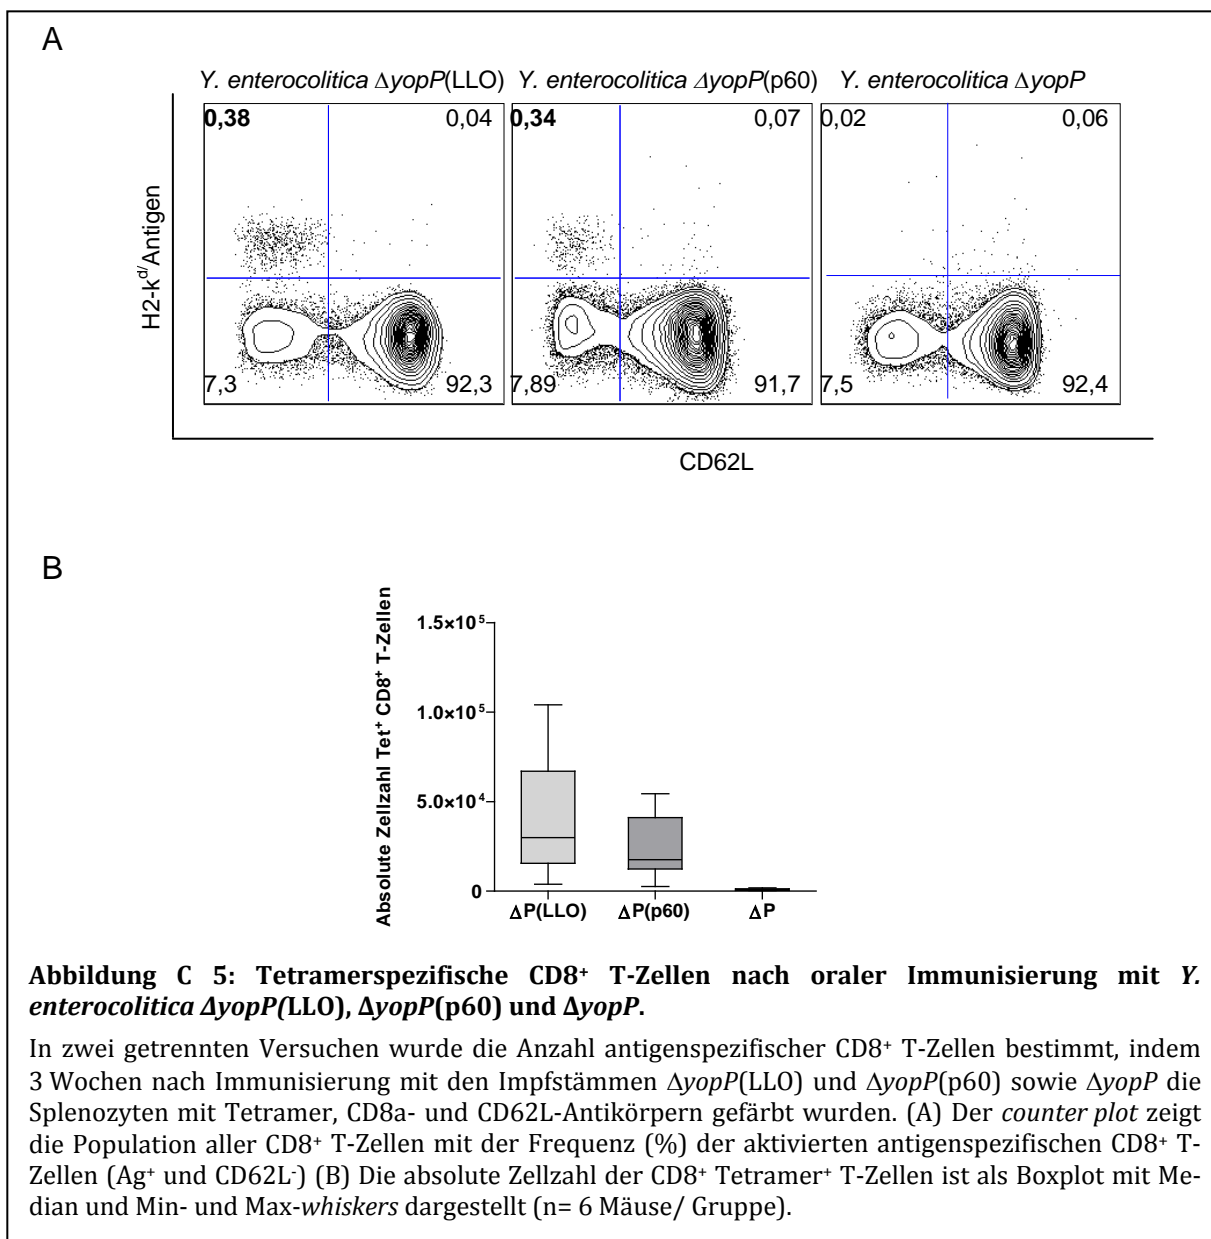 A
Y. enterocolitica ΔyopP(LLO) Y. enterocolitica ΔyopP(p60) Y. enterocolitica ΔyopP
0,38 0,04 0,34 0,07 0,02 0,06
H2-k^d/Antigen
7,3 92,3 7,89 91,7 7,5 92,4
CD62L
B
Absolute Zellzahl Tet⁺ CD8⁺ T-Zellen
1.5×10⁵
1.0×10⁵
5.0×10⁴
0
ΔP(LLO) ΔP(p60) ΔP
Abbildung C 5: Tetramerspezifische CD8⁺ T-Zellen nach oraler Immunisierung mit Y.
enterocolitica ΔyopP(LLO), ΔyopP(p60) und ΔyopP.
In zwei getrennten Versuchen wurde die Anzahl antigenspezifischer CD8⁺ T-Zellen bestimmt, indem
3 Wochen nach Immunisierung mit den Impfstämmen ΔyopP(LLO) und ΔyopP(p60) sowie ΔyopP die
Splenozyten mit Tetramer, CD8a- und CD62L-Antikörpern gefärbt wurden. (A) Der counter plot zeigt
die Population aller CD8⁺ T-Zellen mit der Frequenz (%) der aktivierten antigenspezifischen CD8⁺ T-
Zellen (Ag⁺ und CD62L⁻) (B) Die absolute Zellzahl der CD8⁺ Tetramer⁺ T-Zellen ist als Boxplot mit Me-
dian und Min- und Max-whiskers dargestellt (n= 6 Mäuse/ Gruppe).